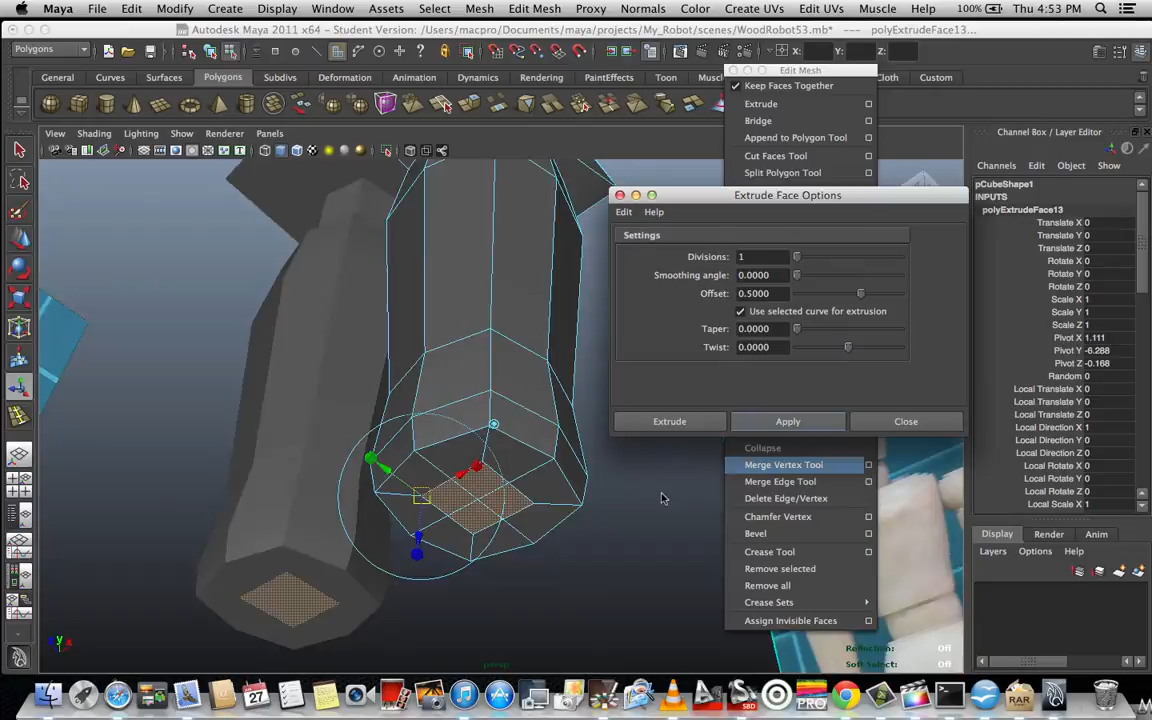 Maya File Edit Modify Create Display Window Assets Select Mesh Edit Mesh Proxy Normals Color Create UVs Edit UVs Muscle Help 100% Thu 4:53 PM
Autodesk Maya 2011 x64 - Student Version: /Users/macpro/Documents/maya/projects/My_Robot/scenes/WoodRobot53.mb* --- polyExtrudeFace13...
Polygons X: Y: Z:
General Curves Surfaces Polygons Subdivs Deformation Animation Dynamics Rendering PaintEffects Toon Cloth Custom
Edit Mesh
Keep Faces Together
Extrude
Bridge
Append to Polygon Tool
Cut Faces Tool
Split Polygon Tool
View Shading Lighting Show Renderer Panels
Extrude Face Options
Edit Help
Settings
Divisions: 1
Smoothing angle: 0.0000
Offset: 0.5000
Use selected curve for extrusion
Taper: 0.0000
Twist: 0.0000
Extrude Apply Close
Collapse
Merge Vertex Tool
Merge Edge Tool
Delete Edge/Vertex
Chamfer Vertex
Bevel
Crease Tool
Remove selected
Remove all
Crease Sets
Assign Invisible Faces
Reflection: Off
Soft Select: Off
persp
Channel Box / Layer Editor
Channels Edit Object Show
pCubeShape1
INPUTS
polyExtrudeFace13
Translate X 0
Translate Y 0
Translate Z 0
Rotate X 0
Rotate Y 0
Rotate Z 0
Scale X 1
Scale Y 1
Scale Z 1
Pivot X 1.111
Pivot Y -6.288
Pivot Z -0.168
Random 0
Local Translate X 0
Local Translate Y 0
Local Translate Z 0
Local Direction X 1
Local Direction Y 0
Local Direction Z 0
Local Rotate X 0
Local Rotate Y 0
Local Rotate Z 0
Local Scale X 1
Display Render Anim
Layers Options Help